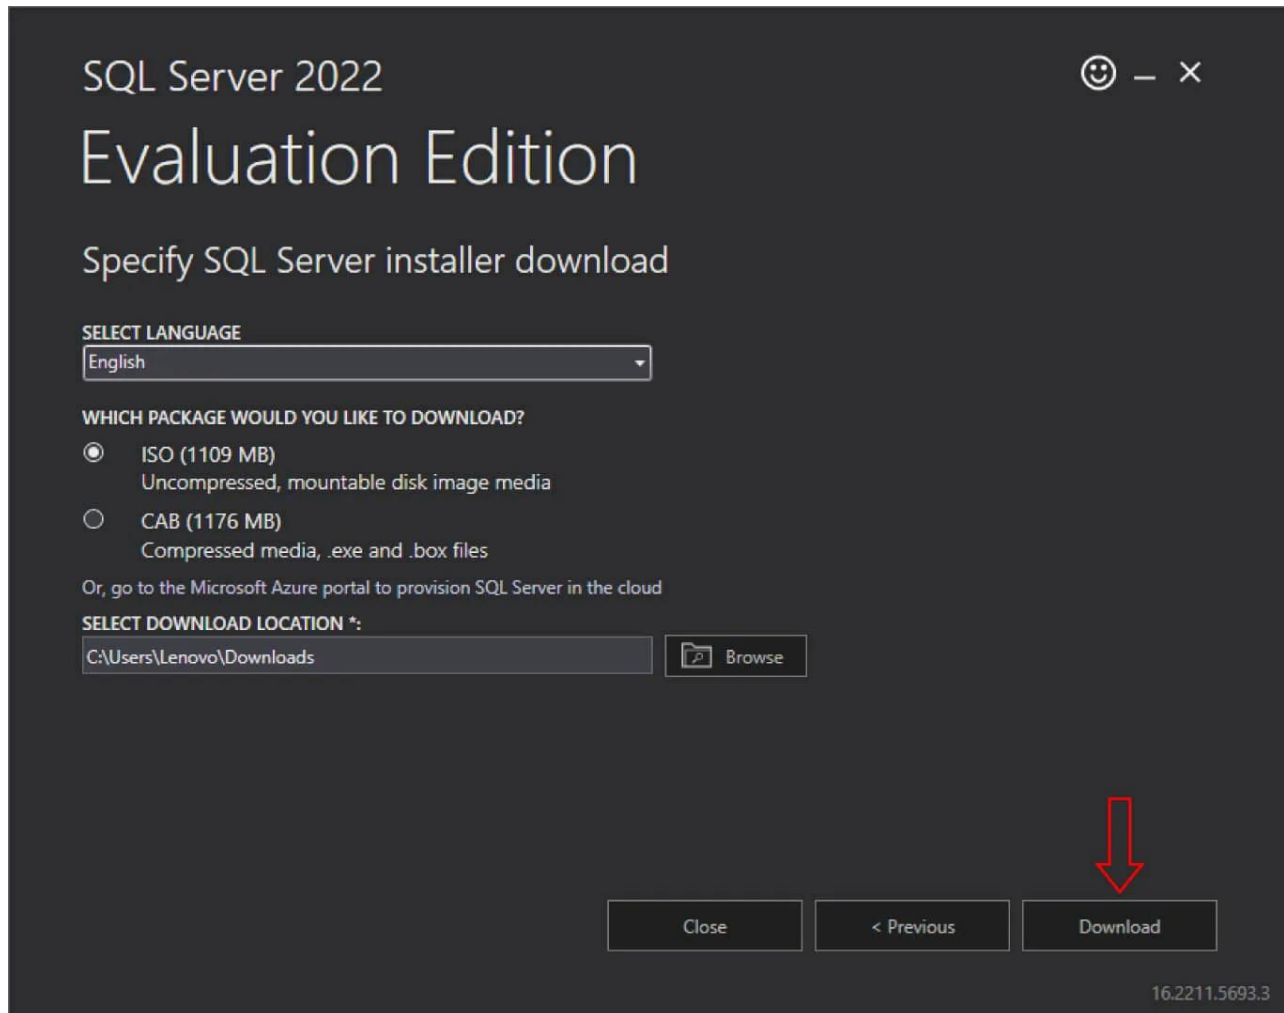 SQL Server 2022
Evaluation Edition
Specify SQL Server installer download
SELECT LANGUAGE
English
WHICH PACKAGE WOULD YOU LIKE TO DOWNLOAD?
ISO (1109 MB)
Uncompressed, mountable disk image media
CAB (1176 MB)
Compressed media, .exe and .box files
Or, go to the Microsoft Azure portal to provision SQL Server in the cloud
SELECT DOWNLOAD LOCATION *:
C:\Users\Lenovo\Downloads
Browse
Close
< Previous
Download
16.2211.5693.3